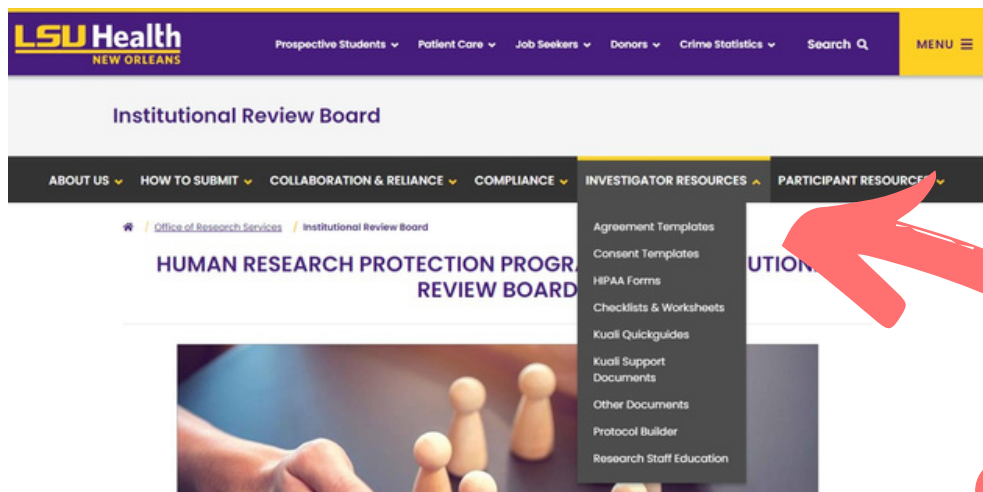 LSU Health
NEW ORLEANS
Prospective Students Patient Care Job Seekers Donors Crime Statistics Search MENU
Institutional Review Board
ABOUT US HOW TO SUBMIT COLLABORATION & RELIANCE COMPLIANCE INVESTIGATOR RESOURCES PARTICIPANT
/ Office of Research Services / Institutional Review Board
Agreement Templates
Consent Templates
HUMAN RESEARCH PROTECTION
REVIEW BOARD
HIPAA Forms
Checklists & Worksheets
Kuali Quickguides
Kuali Support
Documents
Other Documents
Protocol Builder
Research Staff Education